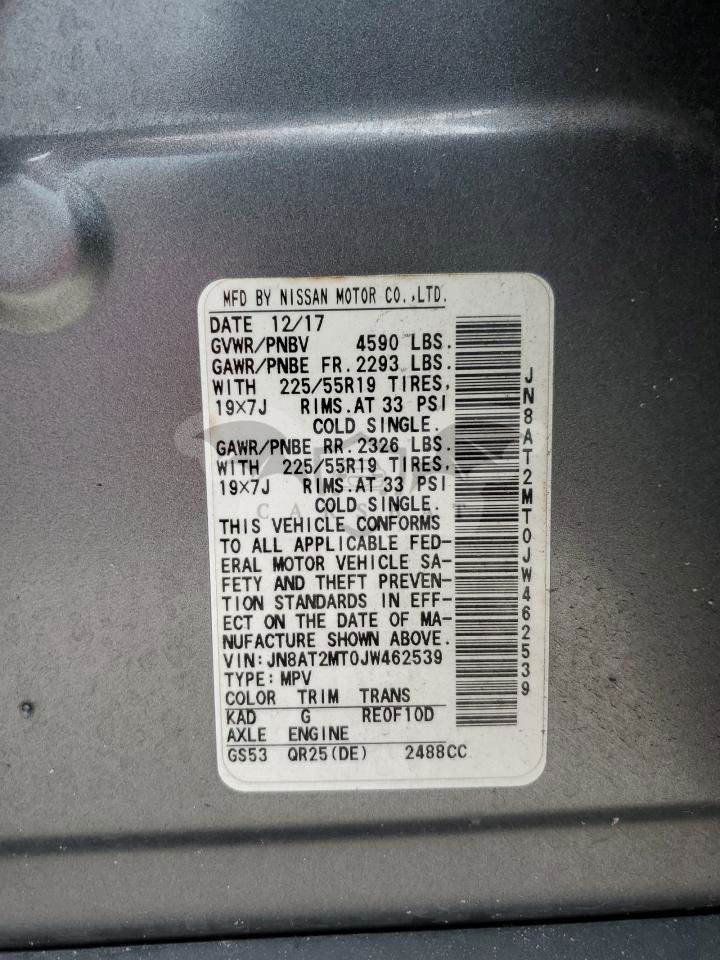 MFD BY NISSAN MOTOR CO.,LTD.
DATE 12/17
GVWR/PNBV 4590 LBS.
GAWR/PNBE FR. 2293 LBS.
WITH 225/55R19 TIRES,
19×7J RIMS.AT 33 PSI
COLD SINGLE.
GAWR/PNBE RR. 2326 LBS.
WITH 225/55R19 TIRES,
19×7J RIMS.AT 33 PSI
COLD SINGLE.
THIS VEHICLE CONFORMS
TO ALL APPLICABLE FED-
ERAL MOTOR VEHICLE SA-
FETY AND THEFT PREVEN-
TION STANDARDS IN EFF-
ECT ON THE DATE OF MA-
NUFACTURE SHOWN ABOVE.
VIN:JN8AT2MT0JW462539
TYPE:MPV
COLOR TRIM TRANS
KAD G RE0F10D
AXLE ENGINE
GS53 QR25(DE) 2488CC
JN8AT2MT0JW462539